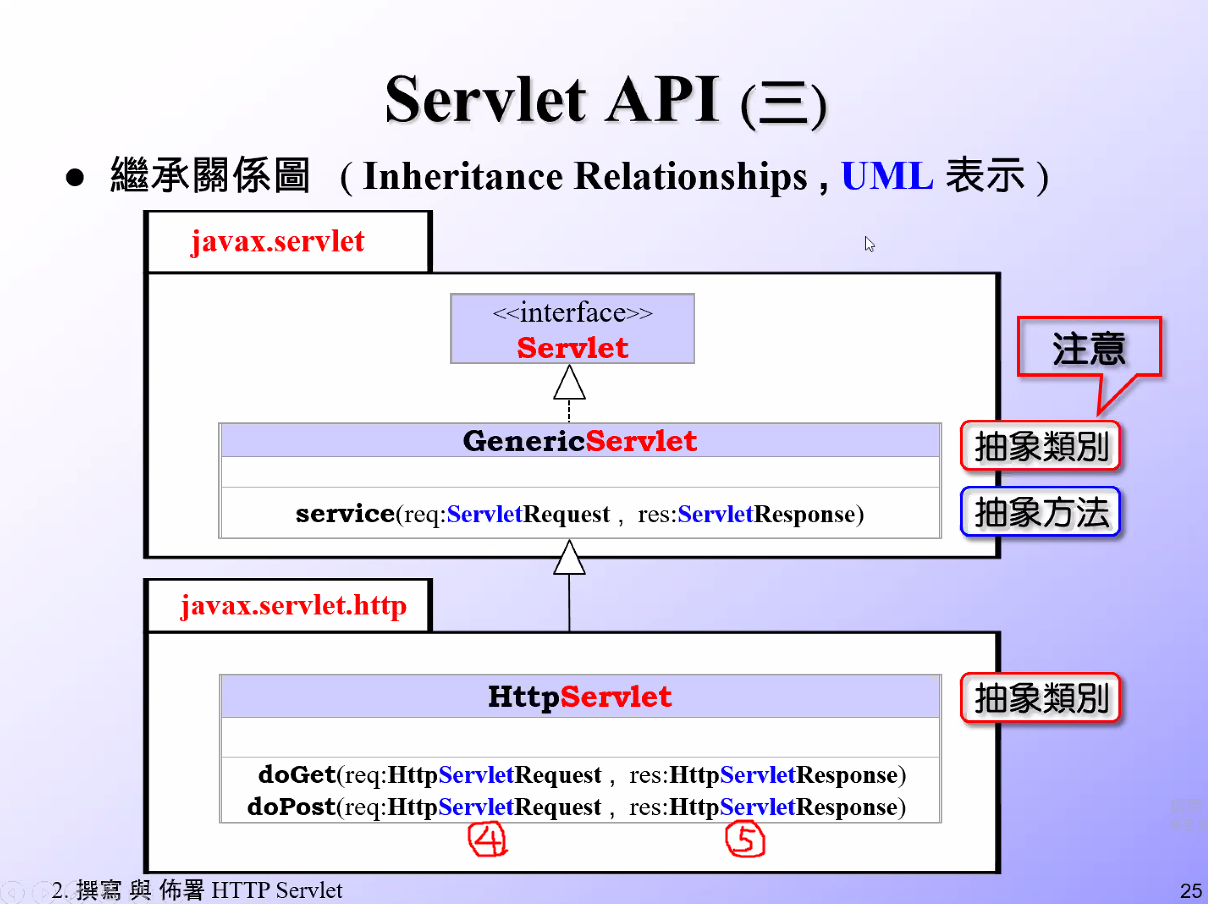 Servlet API (三)
● 繼承關係圖 ( Inheritance Relationships , UML 表示 )
javax.servlet
<<interface>>
Servlet
注意
GenericServlet
抽象類別
service(req:ServletRequest , res:ServletResponse)
抽象方法
javax.servlet.http
HttpServlet
抽象類別
doGet(req:HttpServletRequest , res:HttpServletResponse)
doPost(req:HttpServletRequest , res:HttpServletResponse)
④ ⑤
2. 撰寫 與 佈署 HTTP Servlet
25